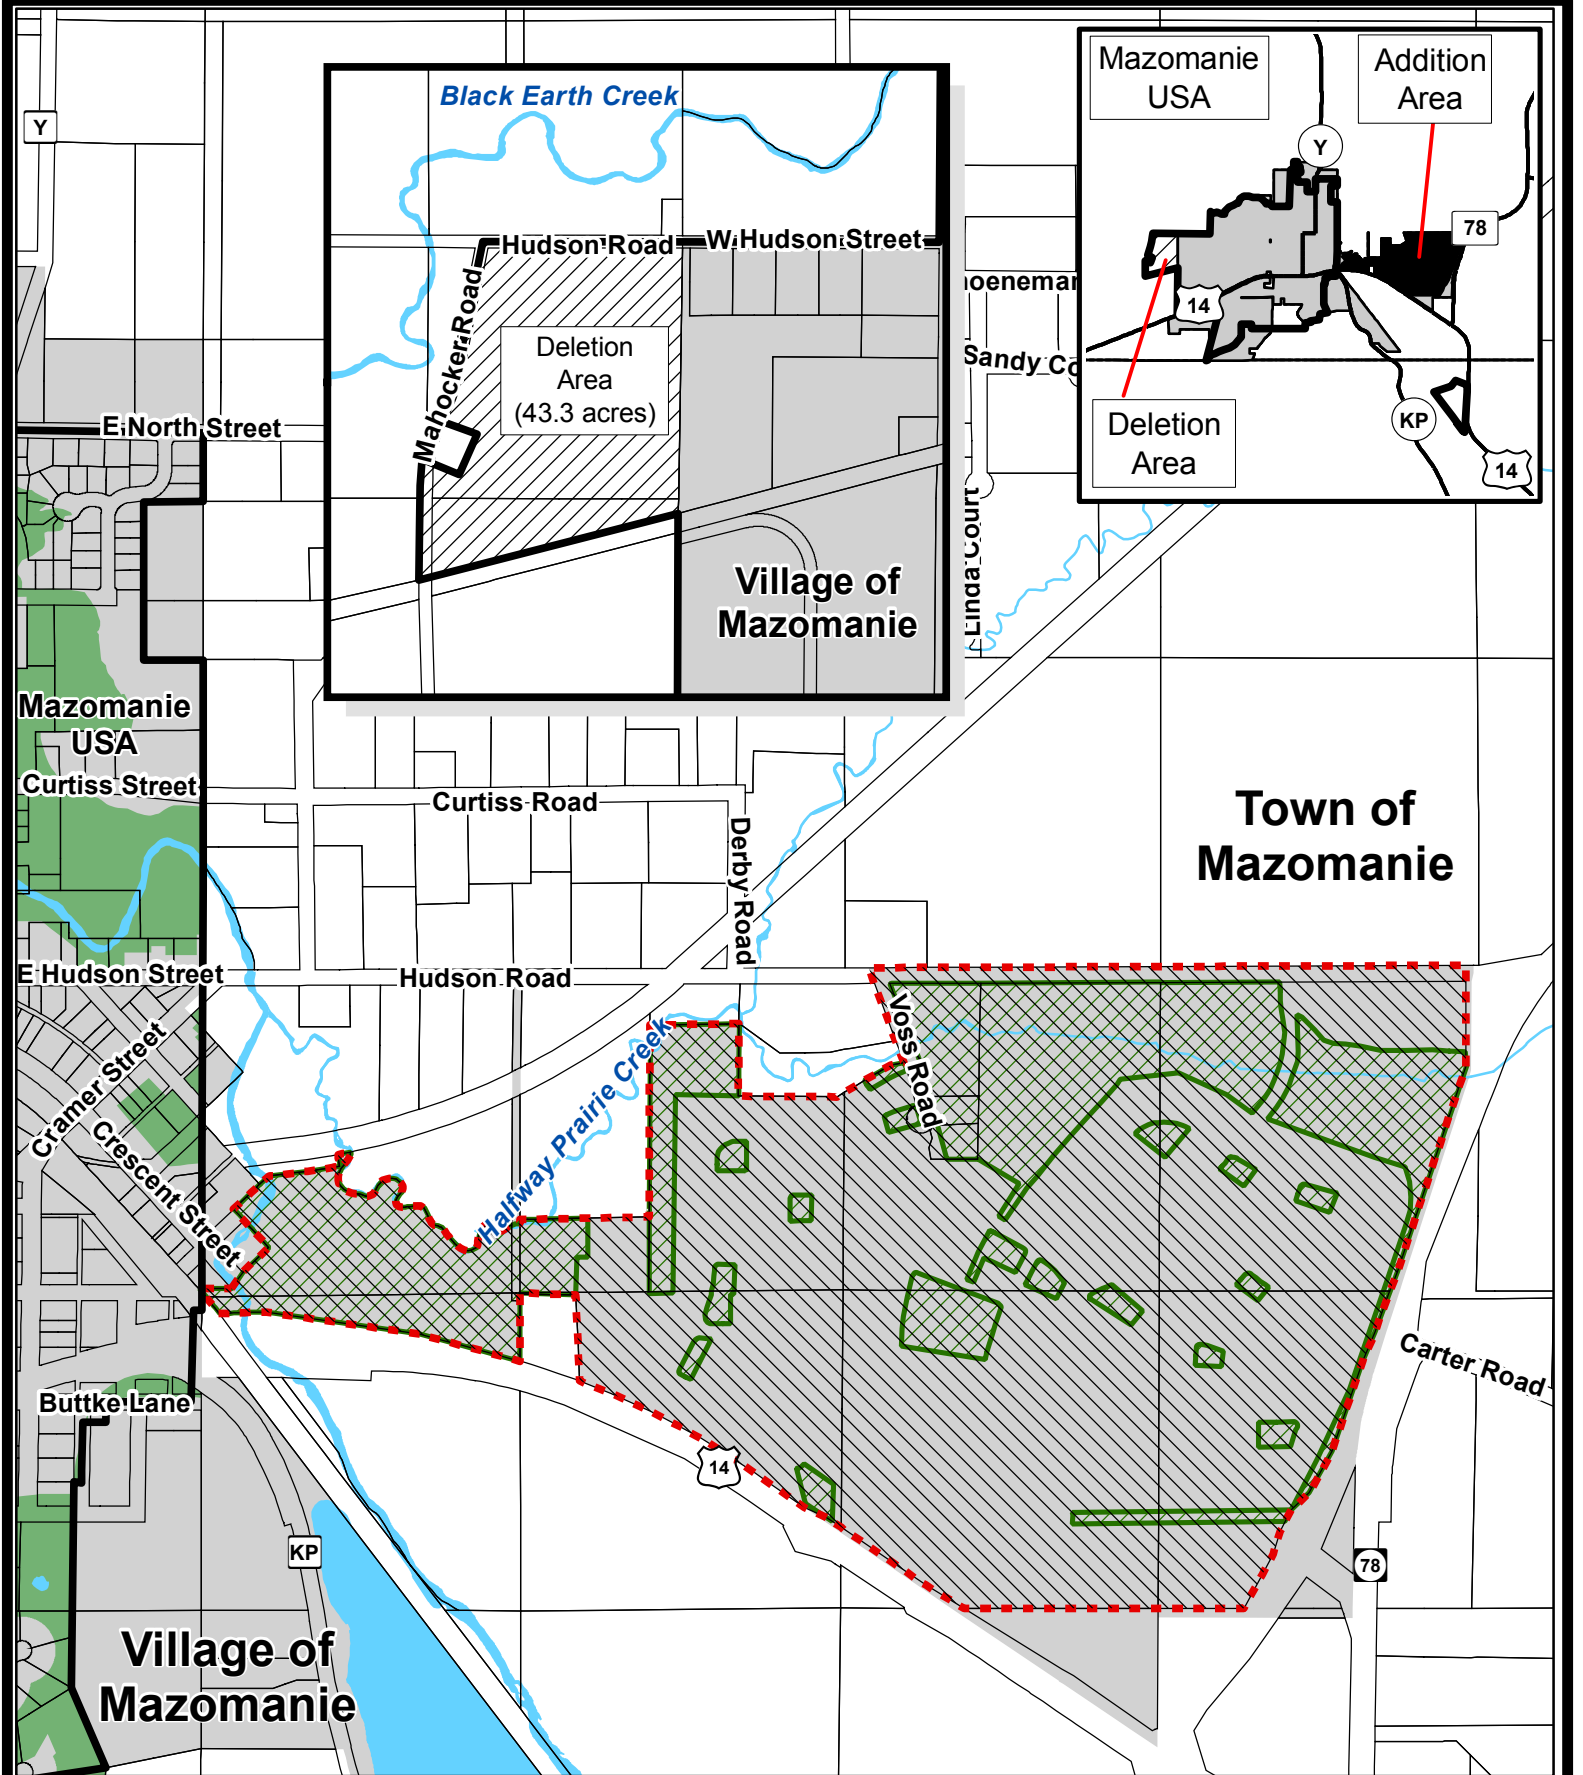 Black Earth Creek
Mazomanie
USA
Addition
Area
Y
Y
78
Hudson Road
W Hudson Street
Mahocker Road
Deletion
Area
(43.3 acres)
14
Sandy
KP
Deletion
Area
14
E North Street
Linda Court
Village of
Mazomanie
Mazomanie
USA
Curtiss Street
Curtiss Road
Derby Road
Town of
Mazomanie
E Hudson Street
Hudson Road
Voss Road
Halfway Prairie Creek
Cramer Street
Crescent Street
Carter Road
Buttke Lane
14
KP
78
Village of
Mazomanie